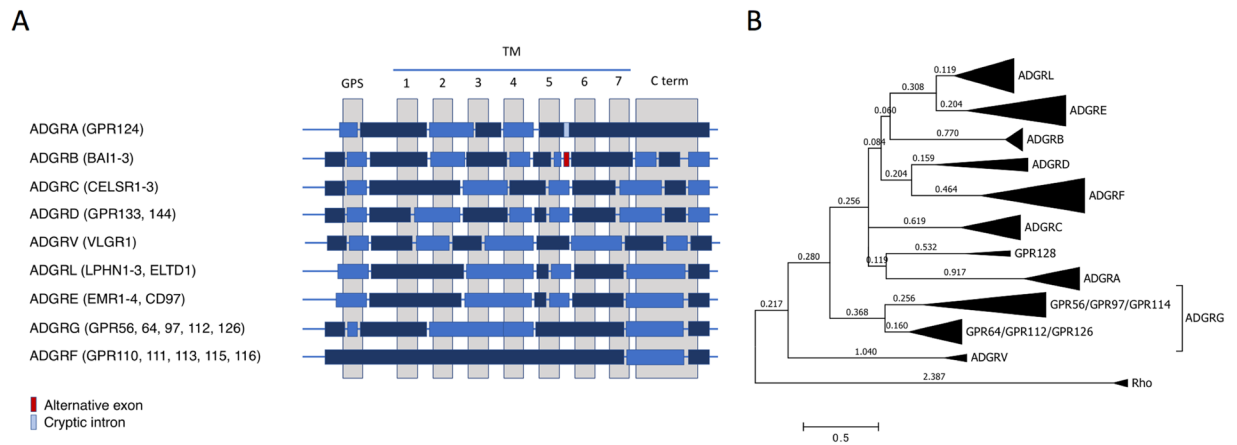 A
B
TM
GPS 1 2 3 4 5 6 7 C term
ADGRA (GPR124)
ADGRB (BAI1-3)
ADGRC (CELSR1-3)
ADGRD (GPR133, 144)
ADGRV (VLGR1)
ADGRL (LPHN1-3, ELTD1)
ADGRE (EMR1-4, CD97)
ADGRG (GPR56, 64, 97, 112, 126)
ADGRF (GPR110, 111, 113, 115, 116)
Alternative exon
Cryptic intron
0.119 ADGRL
0.308
0.204 ADGRE
0.060
0.770 ADGRB
0.084
0.159 ADGRD
0.204
0.464 ADGRF
0.256
0.619 ADGRC
0.532 GPR128
0.119
0.917 ADGRA
0.280
0.256 GPR56/GPR97/GPR114
0.368
ADGRG
0.160 GPR64/GPR112/GPR126
0.217
1.040 ADGRV
2.387 Rho
0.5